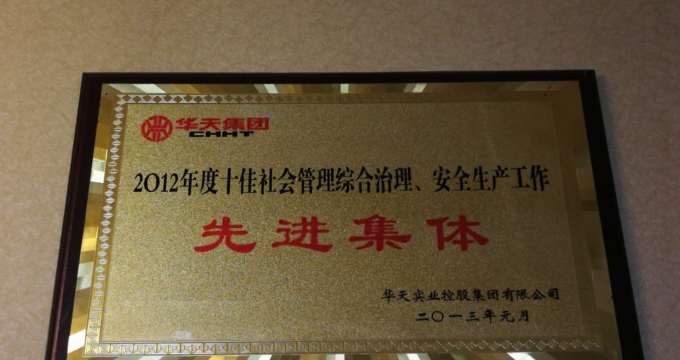 华天集团
CHHT
2012年度十佳社会管理综合治理、安全生产工作
先进集体
华天实业控股集团有限公司
二〇一三年元月